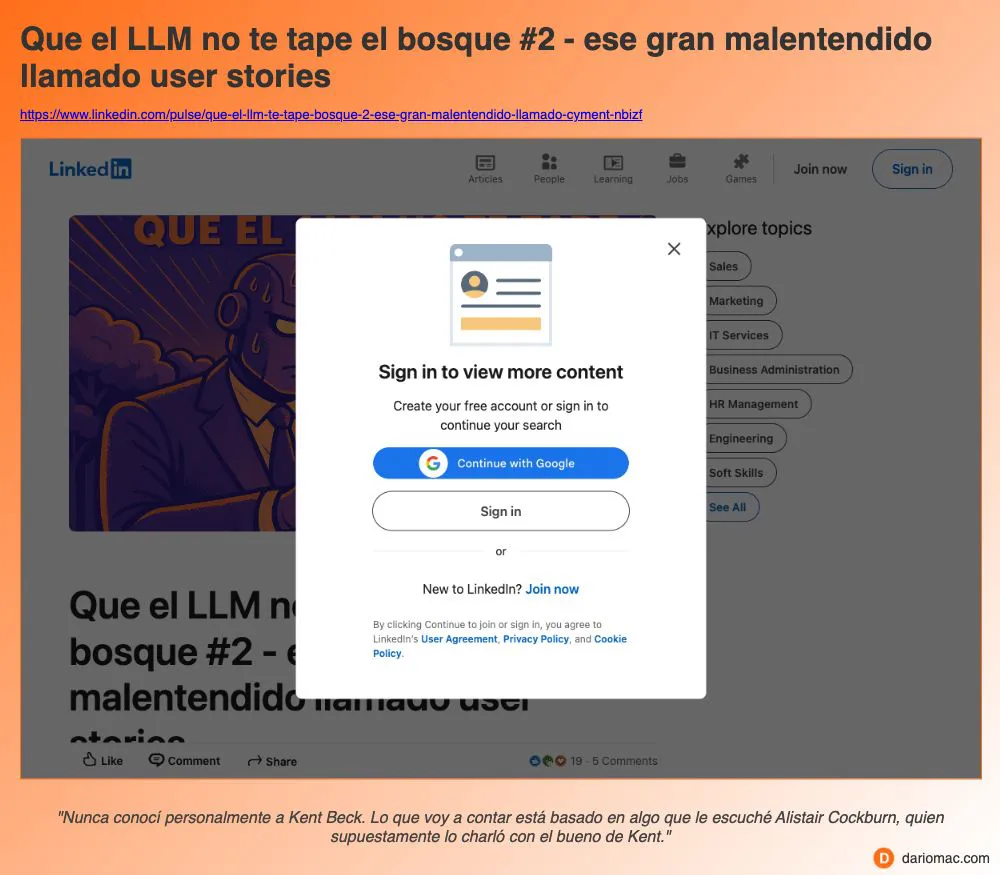 Que el LLM no te tape el bosque #2 - ese gran malentendido
llamado user stories
https://www.linkedin.com/pulse/que-el-llm-te-tape-bosque-2-ese-gran-malentendido-llamado-cyment-nbizf
Linked in
Articles
People
Learning
Jobs
Games
Join now
Sign in
QUE EL
xplore topics
Sales
Marketing
IT Services
Business Administration
HR Management
Engineering
Soft Skills
See All
Sign in to view more content
Create your free account or sign in to
continue your search
Continue with Google
Sign in
or
New to LinkedIn? Join now
By clicking Continue to join or sign in, you agree to
LinkedIn's User Agreement, Privacy Policy, and Cookie
Policy.
Que el LLM n
bosque #2 - e
malentendido llamado user
stories
Like
Comment
Share
19 · 5 Comments
"Nunca conocí personalmente a Kent Beck. Lo que voy a contar está basado en algo que le escuché Alistair Cockburn, quien
supuestamente lo charló con el bueno de Kent."
D dariomac.com